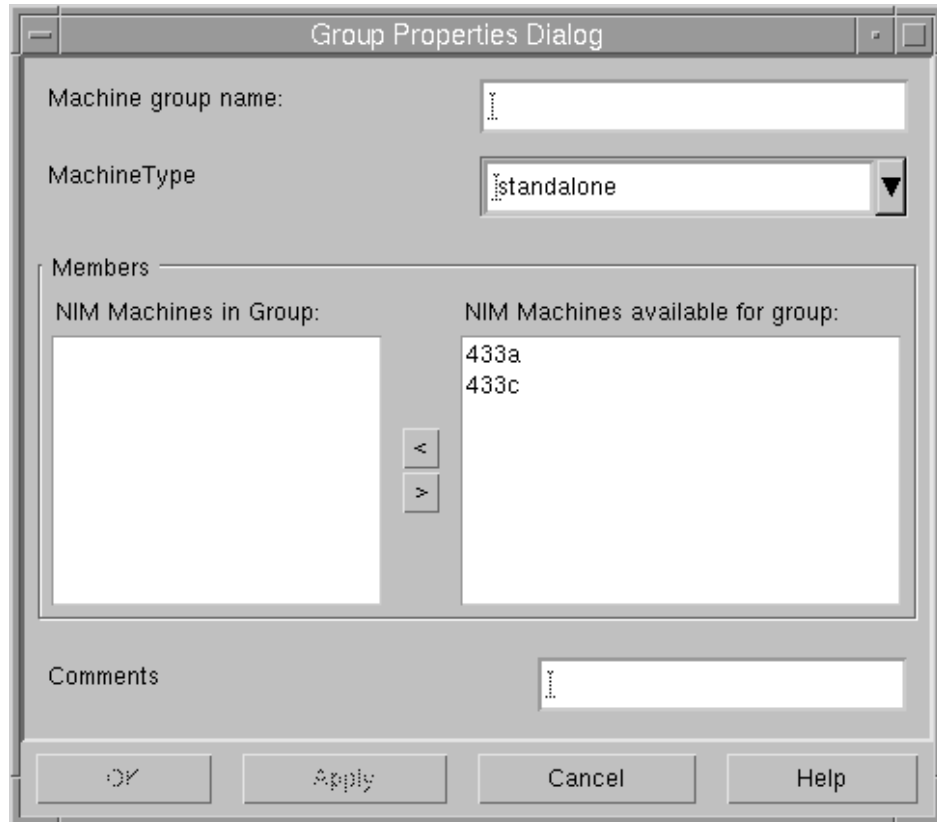 Group Properties Dialog
Machine group name:
MachineType
standalone
Members
NIM Machines in Group:
NIM Machines available for group:
433a
433c
<
>
Comments
OK
Apply
Cancel
Help